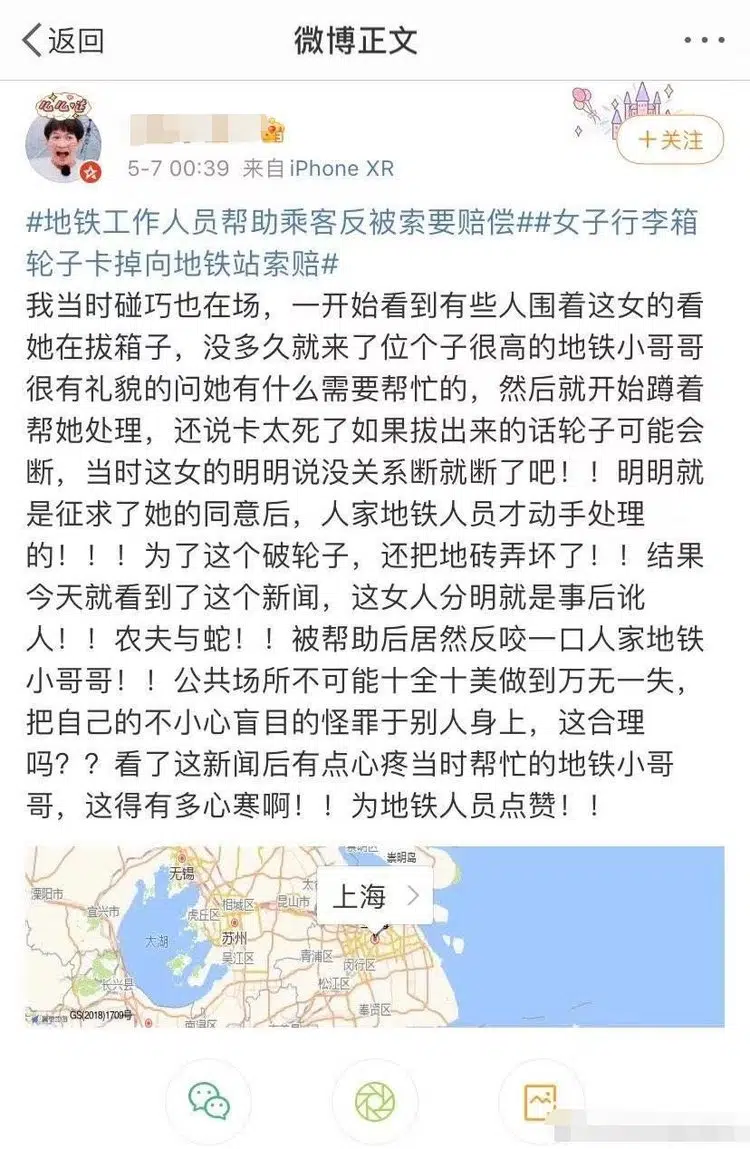 返回
微博正文
么么哒
5-7 00:39 来自 iPhone XR
+关注
#地铁工作人员帮助乘客反被索要赔偿##女子行李箱
轮子卡掉向地铁站索赔#
我当时碰巧也在场，一开始看到有些人围着这女的看
她在拔箱子，没多久就来了位个子很高的地铁小哥哥
很有礼貌的问她有什么需要帮忙的，然后就开始蹲着
帮她处理，还说卡太死了如果拔出来的话轮子可能会
断，当时这女的明明说没关系断就断了吧！！明明就
是征求了她的同意后，人家地铁人员才动手处理
的！！！为了这个破轮子，还把地砖弄坏了！！结果
今天就看到了这个新闻，这女人分明就是事后讹
人！！农夫与蛇！！被帮助后居然反咬一口人家地铁
小哥哥！！公共场所不可能十全十美做到万无一失，
把自己的不小心盲目的怪罪于别人身上，这合理
吗？？看了这新闻后有点心疼当时帮忙的地铁小哥
哥，这得有多心寒啊！！为地铁人员点赞！！
崇明岛
无锡
溧阳市
上海
宜兴市
虎丘区
相城区
昆山市
太湖
苏州
吴江区
青浦区
闵行区
长兴县
松江区
奉贤区
GS(2018)1709号